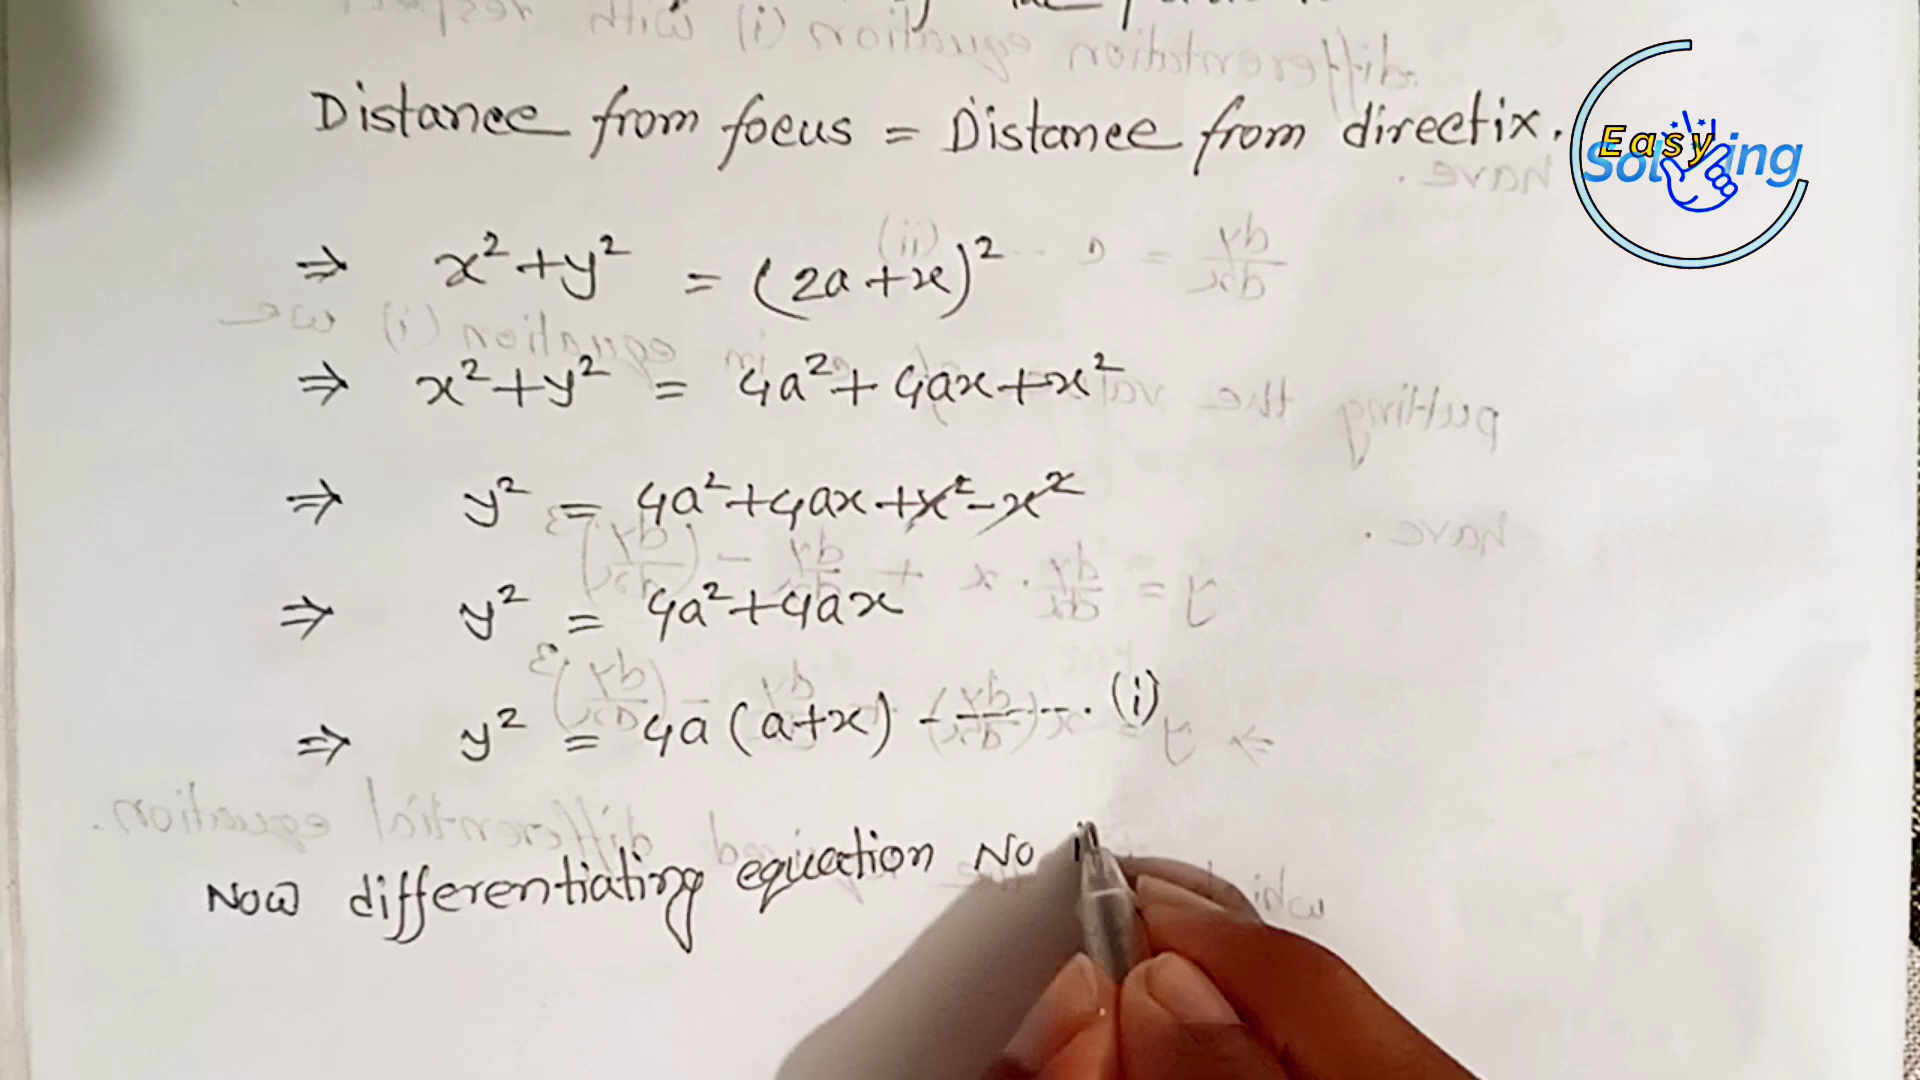 Distance from focus = Distance from directix.
⇒ x²+y² = (2a+x)²
⇒ x²+y² = 4a²+4ax+x²
⇒ y² = 4a²+4ax+x²-x²
⇒ y² = 4a²+4ax
⇒ y² = 4a(a+x) ------- (i)
Now differentiating equation No i
Easy
Solving